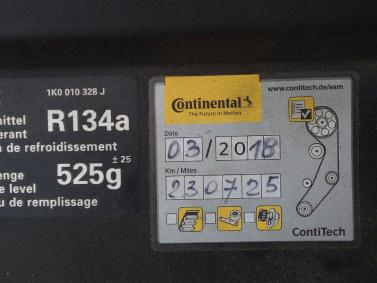 1K0 010 328 J
mittel
erant
R134a
n de refroidissement
± 25
enge
e level
525g
u de remplissage
Continental
The Future in Motion
www.contitech.de/aam
Date
03/2018
Km / Miles
230725
ContiTech